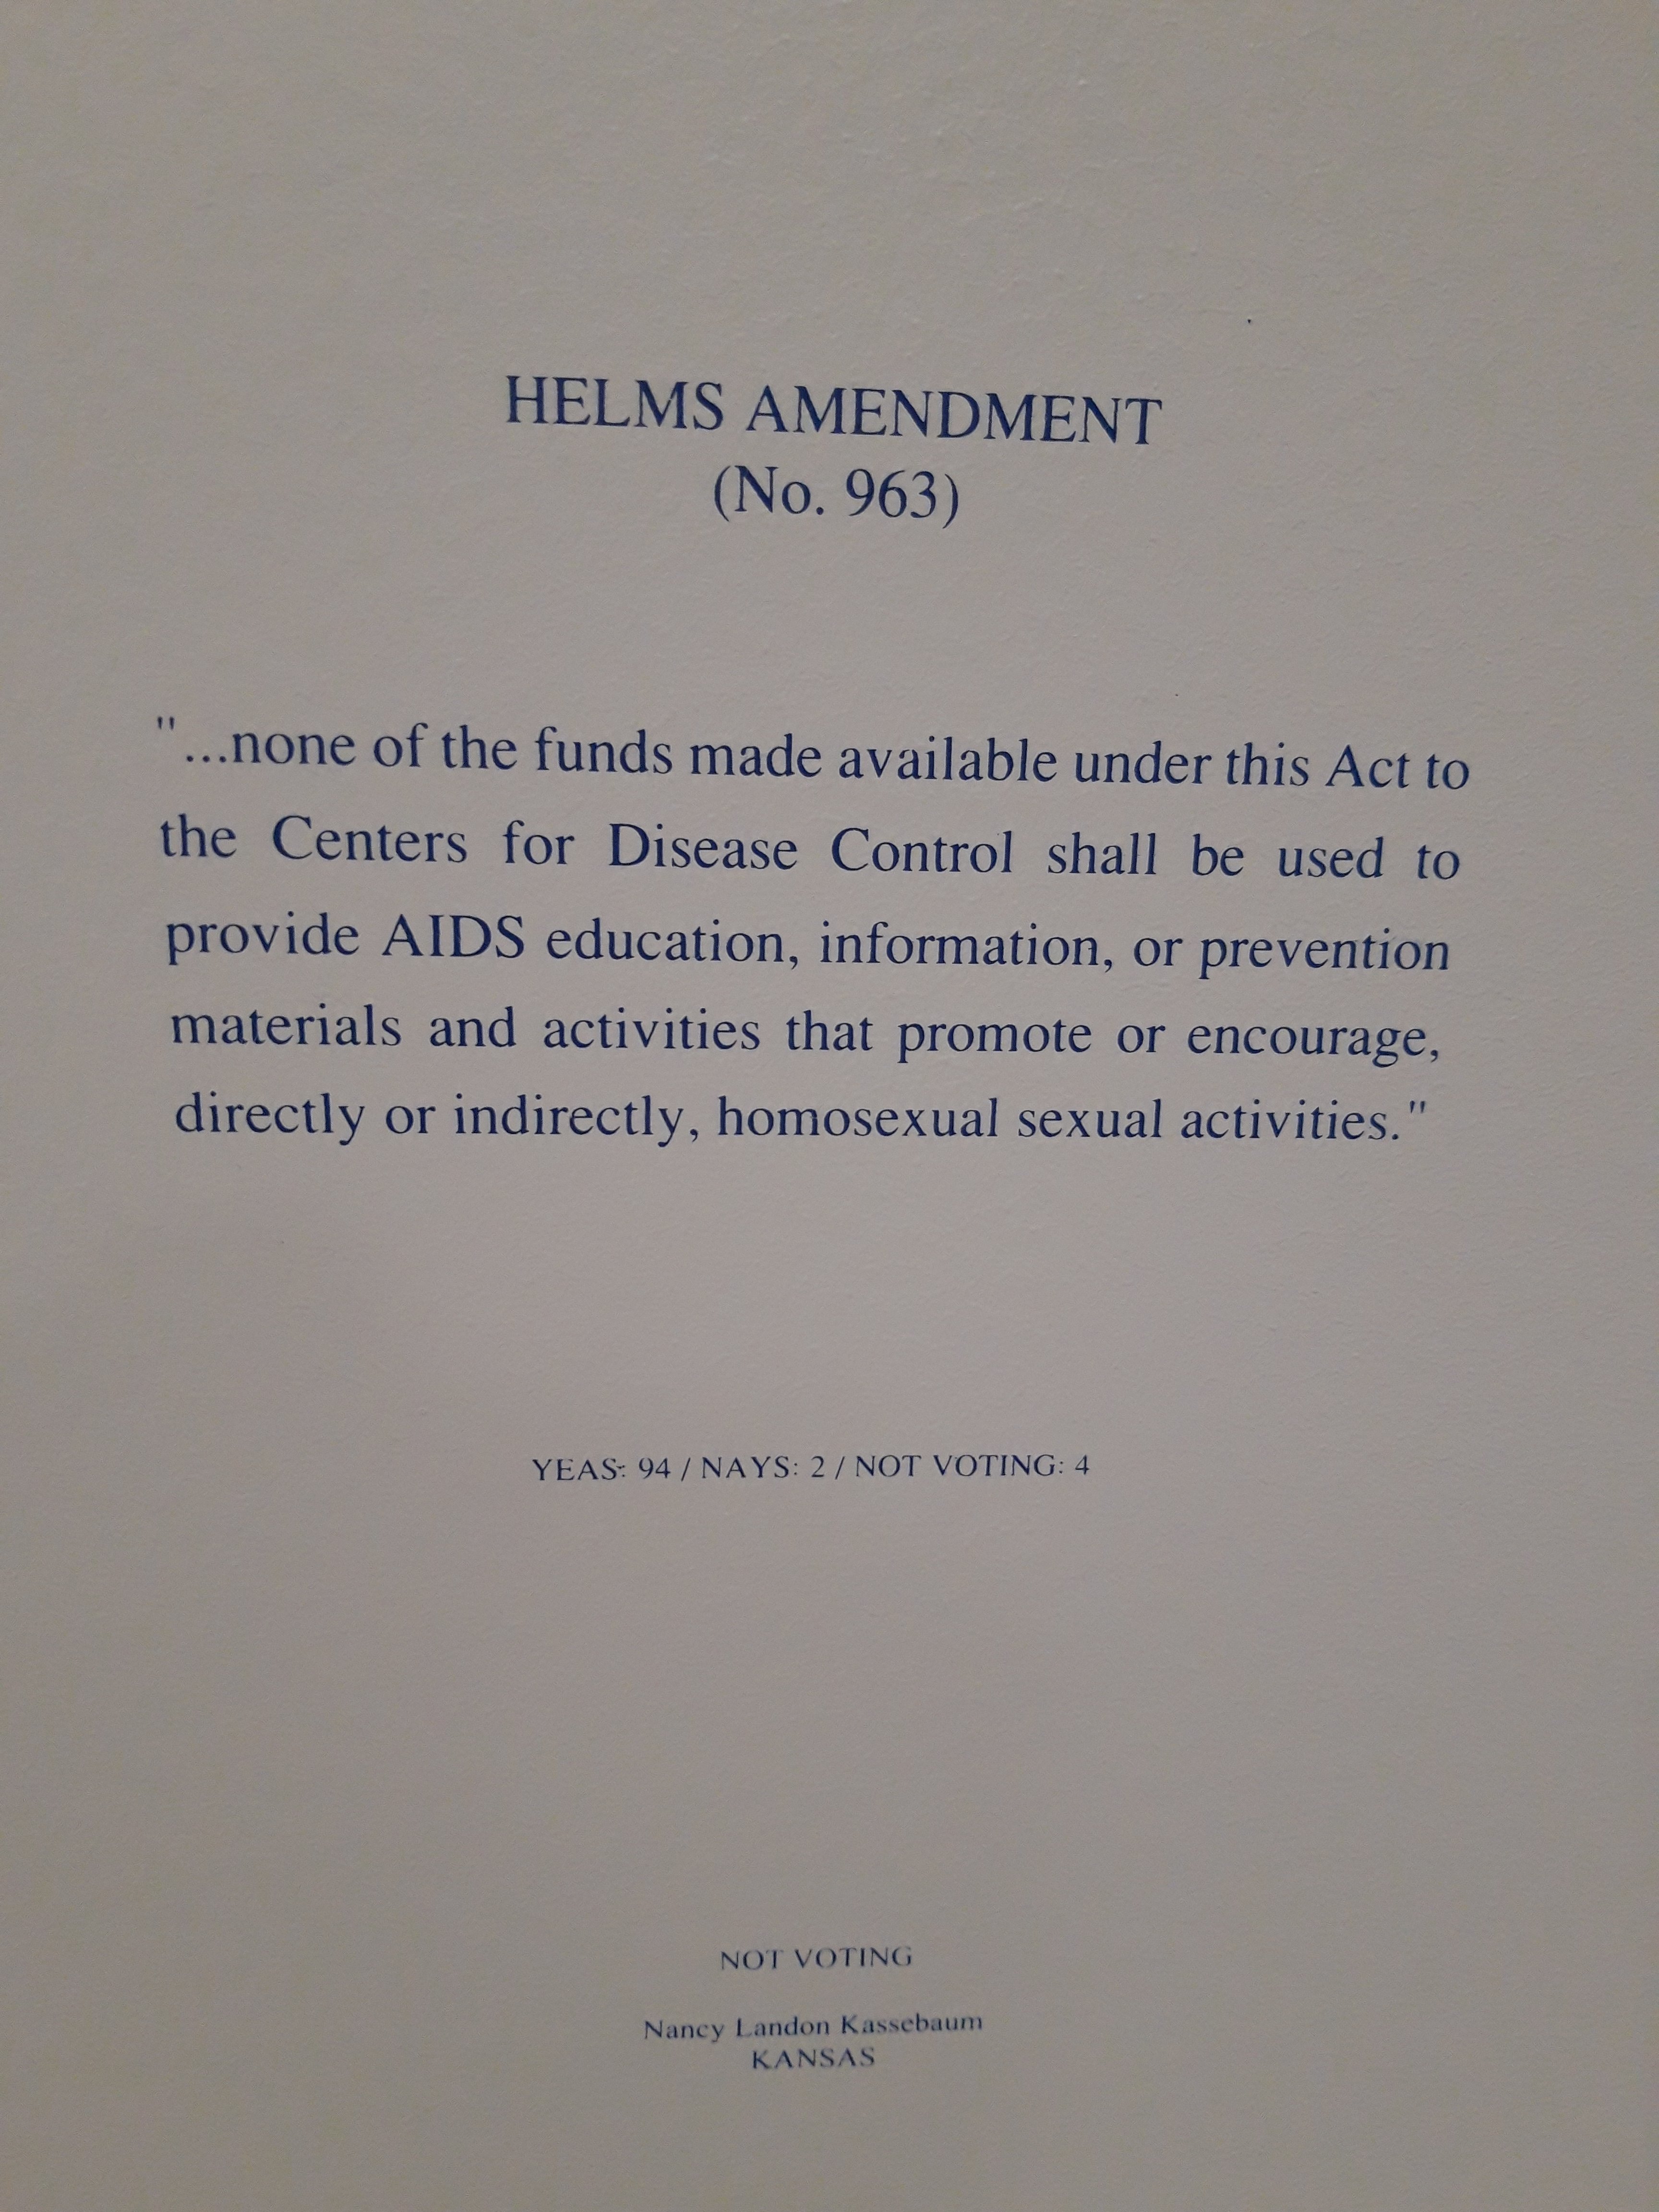 HELMS AMENDMENT
(No. 963)
"...none of the funds made available under this Act to
the Centers for Disease Control shall be used to
provide AIDS education, information, or prevention
materials and activities that promote or encourage,
directly or indirectly, homosexual sexual activities."
YEAS: 94 / NAYS: 2 / NOT VOTING: 4
NOT VOTING
Nancy Landon Kassebaum
KANSAS